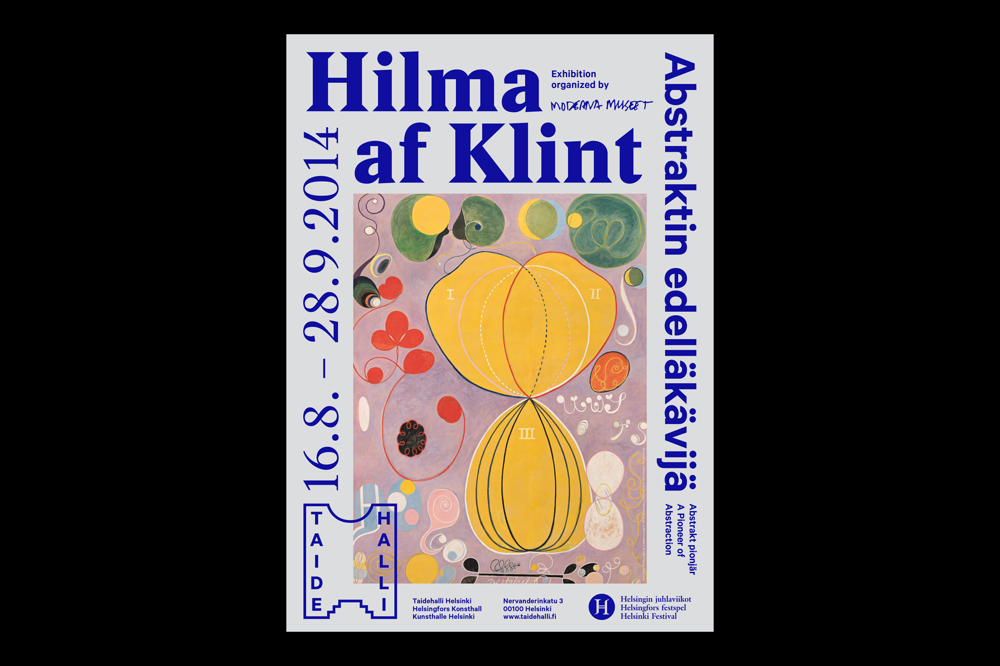 Hilma
af Klint
Exhibition
organized by
MODERNA MUSEET
Abstraktin edelläkävijä
Abstrakt pionjär
A Pioneer of
Abstraction
16.8. – 28.9.2014
I
II
III
TAIDE
HALLI
Taidehalli Helsinki
Helsingfors Konsthall
Kunsthalle Helsinki
Nervanderinkatu 3
00100 Helsinki
www.taidehalli.fi
H
Helsingin juhlaviikot
Helsingfors festspel
Helsinki Festival